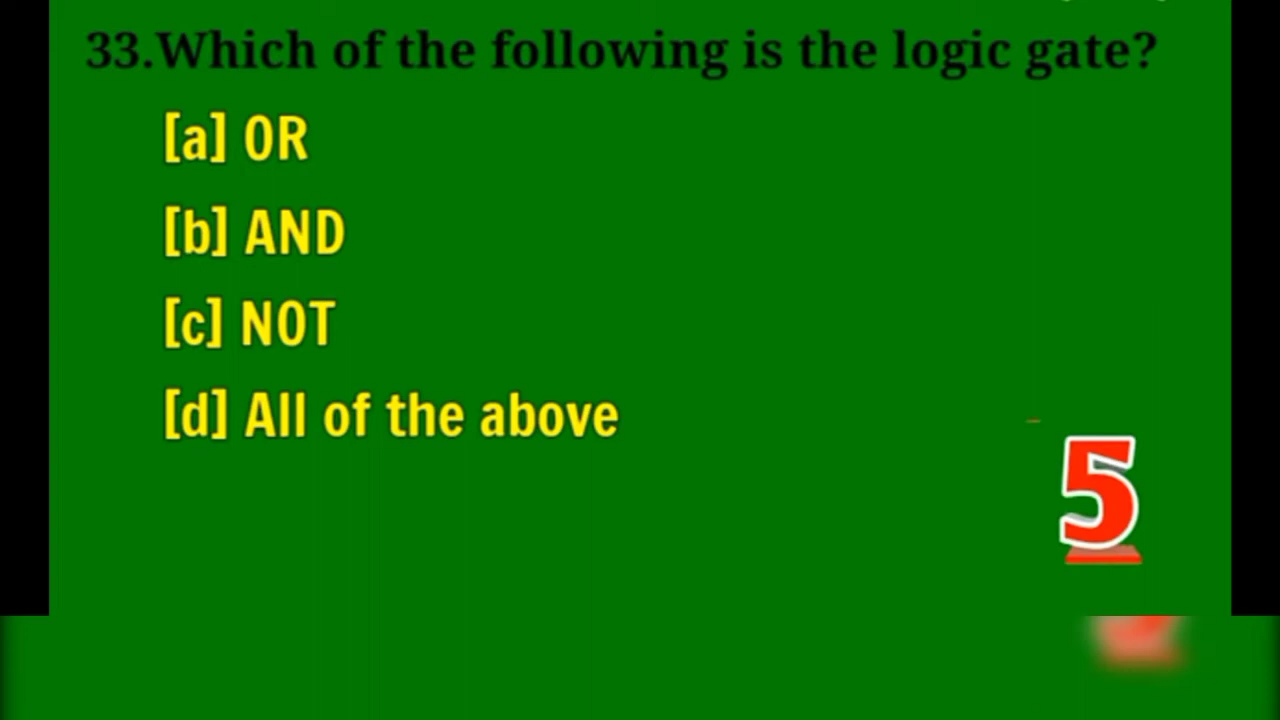 33.Which of the following is the logic gate?
[a] OR
[b] AND
[c] NOT
[d] All of the above
5